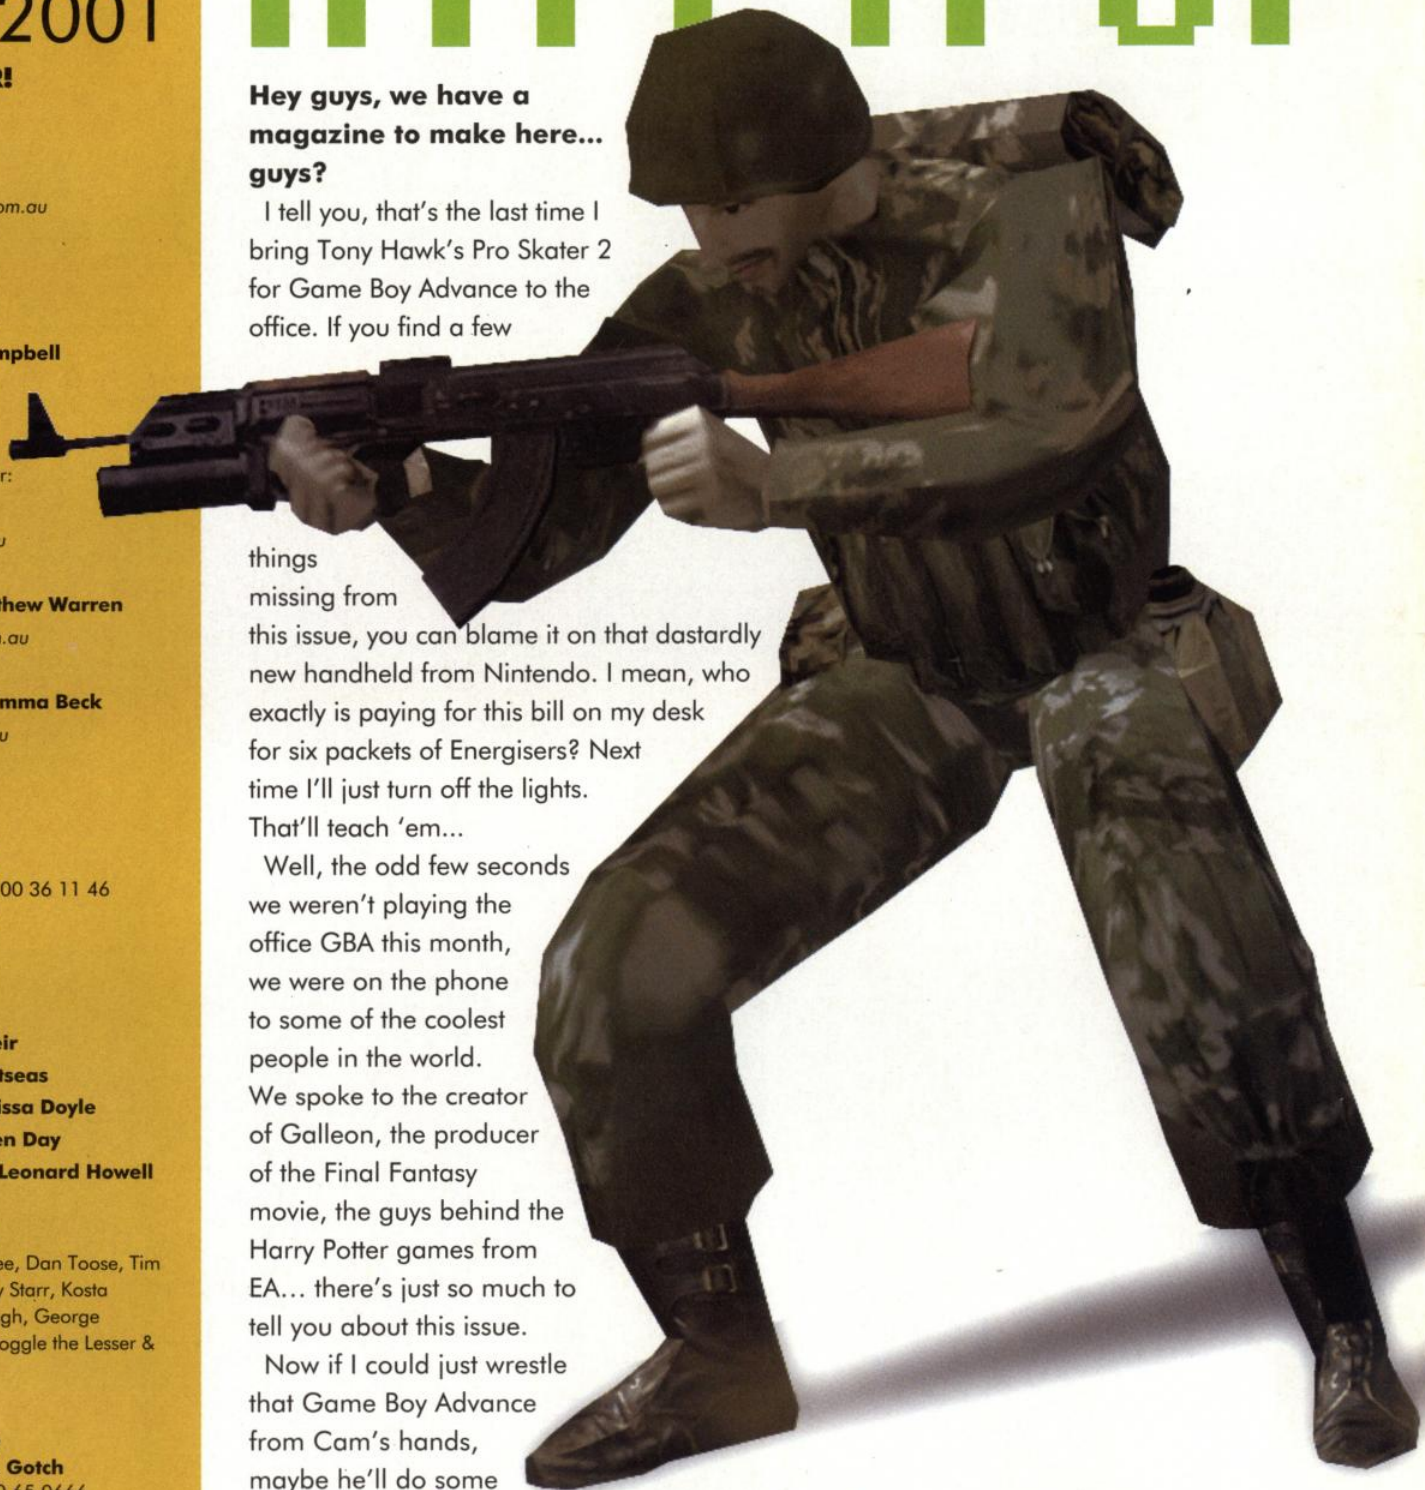 2001
om.au
mpbell
r:
thew Warren
.au
mma Beck
00 36 11 46
eir
tseas
issa Doyle
en Day
Leonard Howell
ee, Dan Toose, Tim
y Starr, Kosta
gh, George
oggle the Lesser &
Gotch
Hey guys, we have a
magazine to make here...
guys?
I tell you, that's the last time I
bring Tony Hawk's Pro Skater 2
for Game Boy Advance to the
office. If you find a few
things
missing from
this issue, you can blame it on that dastardly
new handheld from Nintendo. I mean, who
exactly is paying for this bill on my desk
for six packets of Energisers? Next
time I'll just turn off the lights.
That'll teach 'em...
Well, the odd few seconds
we weren't playing the
office GBA this month,
we were on the phone
to some of the coolest
people in the world.
We spoke to the creator
of Galleon, the producer
of the Final Fantasy
movie, the guys behind the
Harry Potter games from
EA... there's just so much to
tell you about this issue.
Now if I could just wrestle
that Game Boy Advance
from Cam's hands,
maybe he'll do some